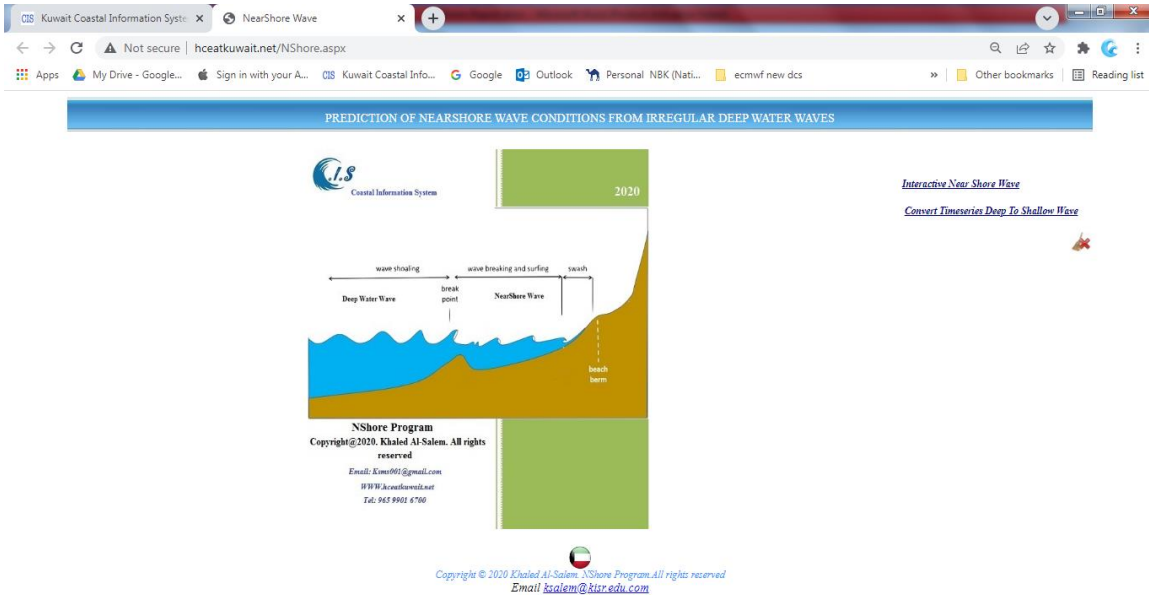 CIS Kuwait Coastal Information Syste
NearShore Wave
Not secure | hceatkuwait.net/NShore.aspx
Apps
My Drive - Google...
Sign in with your A...
CIS Kuwait Coastal Info...
Google
Outlook
Personal NBK (Nati...
ecmwf new dcs
»
Other bookmarks
Reading list
PREDICTION OF NEARSHORE WAVE CONDITIONS FROM IRREGULAR DEEP WATER WAVES
C.I.S
Coastal Information System
2020
Interactive Near Shore Wave
Convert Timeseries Deep To Shallow Wave
wave shoaling
wave breaking and surfing
swash
Deep Water Wave
break
point
NearShore Wave
beach
berm
NShore Program
Copyright@2020. Khaled Al-Salem. All rights
reserved
Email: Ksms001@gmail.com
WWW.hceatkuwait.net
Tel: 965 9901 6700
Copyright © 2020 Khaled Al-Salem. NShore Program.All rights reserved
Email ksalem@kisr.edu.com